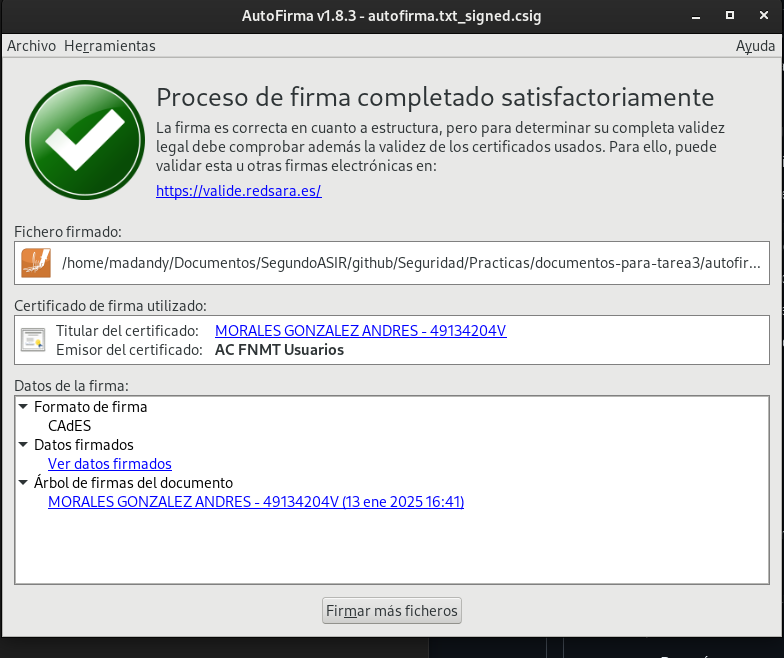 AutoFirma v1.8.3 - autofirma.txt_signed.csig
Archivo Herramientas Ayuda
Proceso de firma completado satisfactoriamente
La firma es correcta en cuanto a estructura, pero para determinar su completa validez
legal debe comprobar además la validez de los certificados usados. Para ello, puede
validar esta u otras firmas electrónicas en:
https://valide.redsara.es/
Fichero firmado:
/home/madandy/Documentos/SegundoASIR/github/Seguridad/Practicas/documentos-para-tarea3/autofir...
Certificado de firma utilizado:
Titular del certificado: MORALES GONZALEZ ANDRES - 49134204V
Emisor del certificado: AC FNMT Usuarios
Datos de la firma:
Formato de firma
CAdES
Datos firmados
Ver datos firmados
Árbol de firmas del documento
MORALES GONZALEZ ANDRES - 49134204V (13 ene 2025 16:41)
Firmar más ficheros